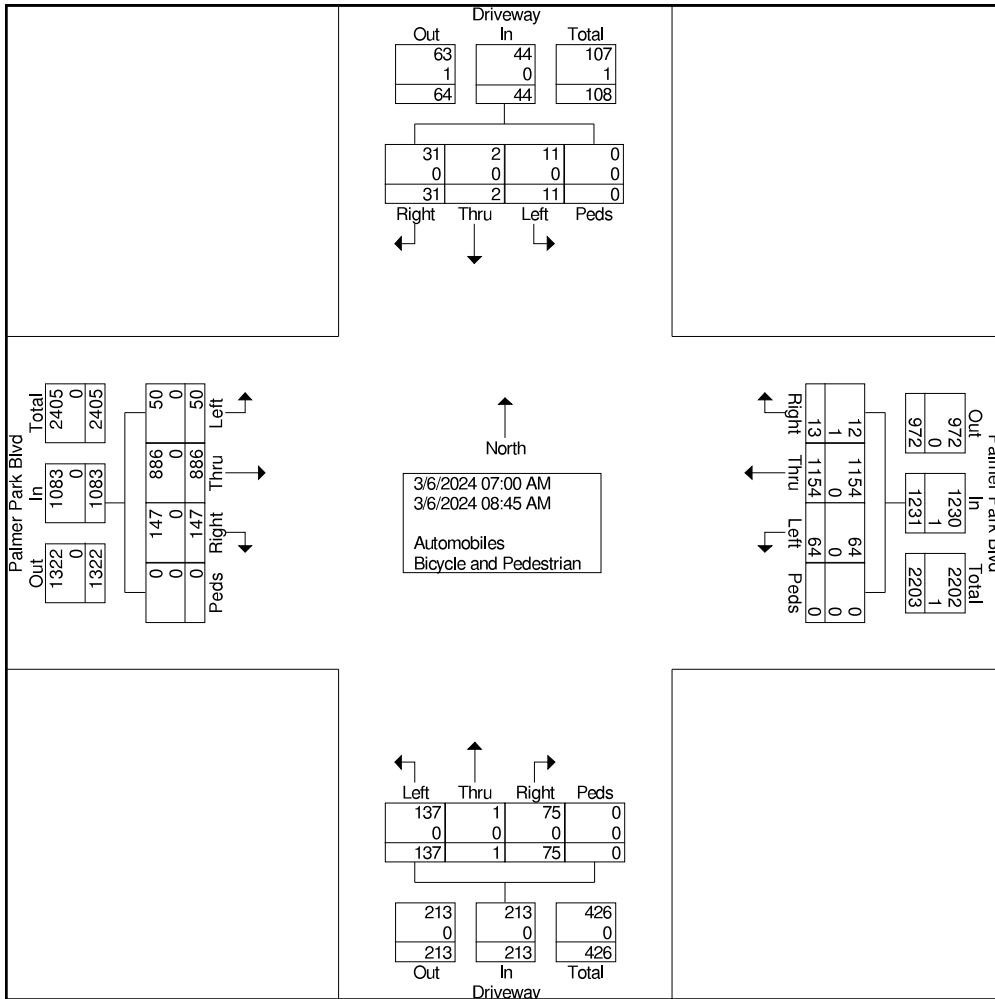 Driveway
Out In Total
63 44 107
1 0 1
64 44 108
31 2 11 0
0 0 0 0
31 2 11 0
Right Thru Left Peds
Palmer Park Blvd
Out In Total
1322 1083 2405
0 0 0
1322 1083 2405
147 886 50 0
0 0 0 0
147 886 50 0
Right Thru Left Peds
North
3/6/2024 07:00 AM
3/6/2024 08:45 AM
Automobiles
Bicycle and Pedestrian
Right Thru Left Peds
12 1154 64 0
1 0 0 0
13 1154 64 0
Out In Total
972 1230 2202
0 1 1
972 1231 2203
Palmer Park Blvd
Left Thru Right Peds
137 1 75 0
0 0 0 0
137 1 75 0
213 213 426
0 0 0
213 213 426
Out In Total
Driveway